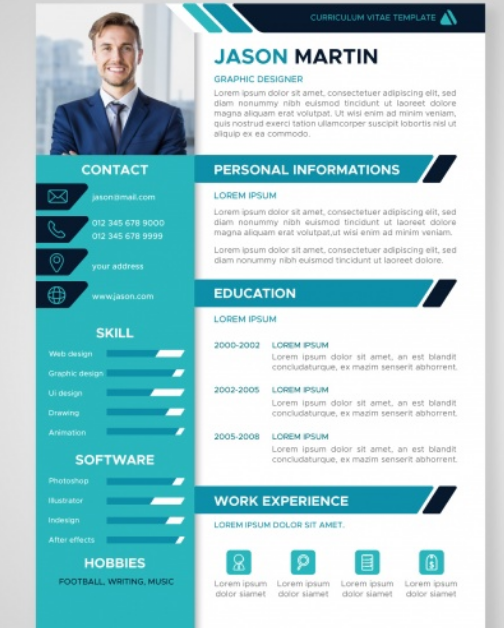 CURRICULUM VITAE TEMPLATE
JASON MARTIN
GRAPHIC DESIGNER
Lorem ipsum dolor sit amet, consectetuer adipiscing elit, sed
diam nonummy nibh euismod tincidunt ut laoreet dolore
magna aliquam erat volutpat. Ut wisi enim ad minim veniam,
quis nostrud exerci tation ullamcorper suscipit lobortis nisl ut
aliquip ex ea commodo.
CONTACT
jason@mail.com
012 345 678 9000
012 345 678 9999
your address
www.jason.com
SKILL
Web design
Graphic design
Ui design
Drawing
Animation
SOFTWARE
Photoshop
Illustrator
Indesign
After effects
HOBBIES
FOOTBALL, WRITING, MUSIC
PERSONAL INFORMATIONS
LOREM IPSUM
Lorem ipsum dolor sit amet, consectetuer adipiscing elit, sed
diam nonummy nibh euismod tincidunt ut laoreet dolore
magna aliquam erat volutpat,ut wisi enim ad minim veniam.
Lorem ipsum dolor sit amet, consectetuer adipiscing elit, sed
diam euismod tincidunt ut laoreet dolore.
EDUCATION
LOREM IPSUM
2000-2002 LOREM IPSUM
Lorem ipsum dolor sit amet, an est blandit
concludaturque, ex mazim senserit abhorrent.
2002-2005 LOREM IPSUM
Lorem ipsum dolor sit amet, an est blandit
concludaturque, ex mazim senserit abhorrent.
2005-2008 LOREM IPSUM
Lorem ipsum dolor sit amet, an est blandit
concludaturque, ex mazim senserit abhorrent.
WORK EXPERIENCE
LOREM IPSUM DOLOR SIT AMET.
Lorem ipsum Lorem ipsum Lorem ipsum Lorem ipsum
dolor siamet dolor siamet dolor siamet dolor siamet